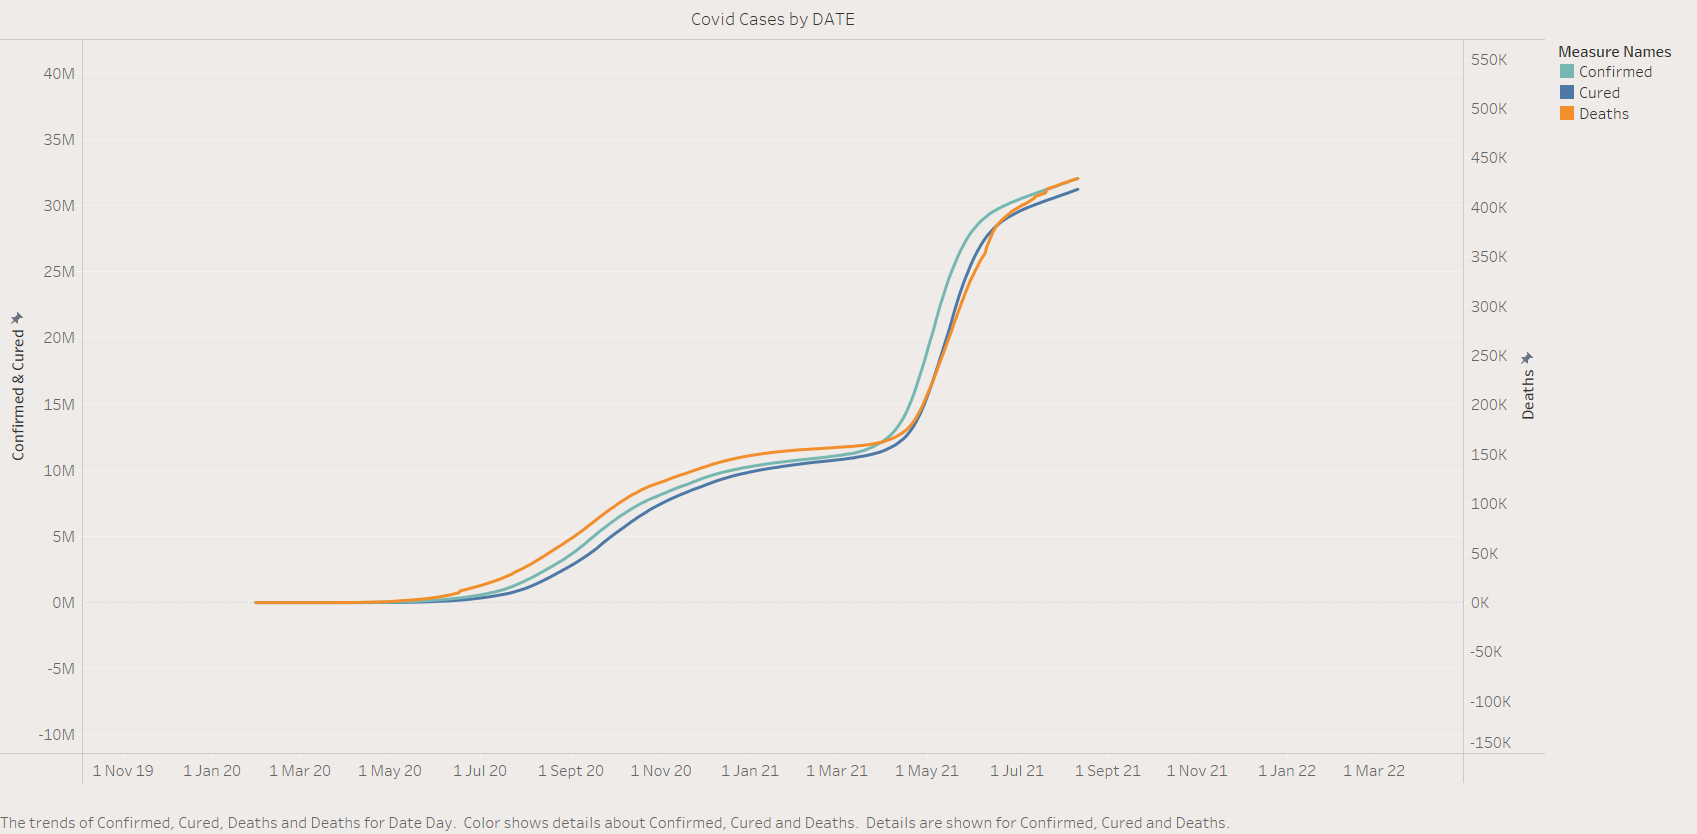 Covid Cases by DATE
Measure Names
Confirmed
Cured
Deaths
Confirmed & Cured
40M
35M
30M
25M
20M
15M
10M
5M
0M
-5M
-10M
550K
500K
450K
400K
350K
300K
250K
200K
150K
100K
50K
0K
-50K
-100K
-150K
Deaths
1 Nov 19 1 Jan 20 1 Mar 20 1 May 20 1 Jul 20 1 Sept 20 1 Nov 20 1 Jan 21 1 Mar 21 1 May 21 1 Jul 21 1 Sept 21 1 Nov 21 1 Jan 22 1 Mar 22
The trends of Confirmed, Cured, Deaths and Deaths for Date Day. Color shows details about Confirmed, Cured and Deaths. Details are shown for Confirmed, Cured and Deaths.